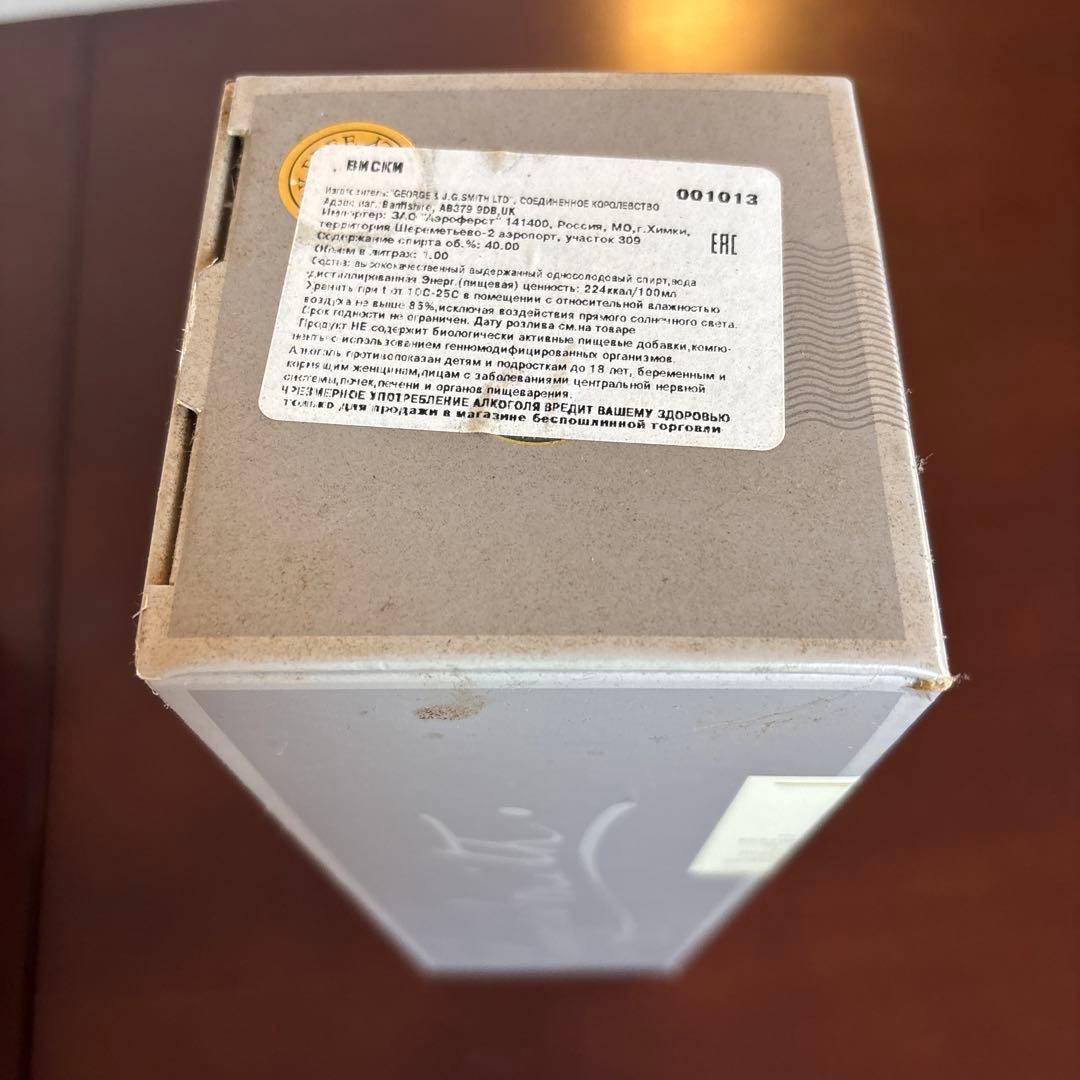 ВИСКИ
001013
Изготовитель: "GEORGE & J.G.SMITH LTD", СОЕДИНЕННОЕ КОРОЛЕВСТВО
Banffshire, AB379 9DB,UK
Импортер: ЗАО "Аэроферст" 141400, Россия, МО,г.Химки,
территория Шереметьево-2 аэропорт, участок 309
EAC
Содержание спирта об.%: 40.00
Объем в литрах: 1.00
Состав: высококачественный выдержанный односолодовый спирт,вода
дистиллированная Энерг.(пищевая) ценность: 224ккал/100мл
Хранить при t от 10C-25C в помещении с относительной влажностью
воздуха не выше 85%,исключая воздействия прямого солнечного света.
Срок годности не ограничен. Дату розлива см.на товаре
Продукт НЕ содержит биологически активные пищевые добавки,компо-
ненты с использованием генномодифицированных организмов.
Алкоголь противопоказан детям и подросткам до 18 лет, беременным и
кормящим женщинам,лицам с заболеваниями центральной нервной
системы,почек,печени и органов пищеварения.
ЧРЕЗМЕРНОЕ УПОТРЕБЛЕНИЕ АЛКОГОЛЯ ВРЕДИТ ВАШЕМУ ЗДОРОВЬЮ
только для продажи в магазине беспошлинной торговли